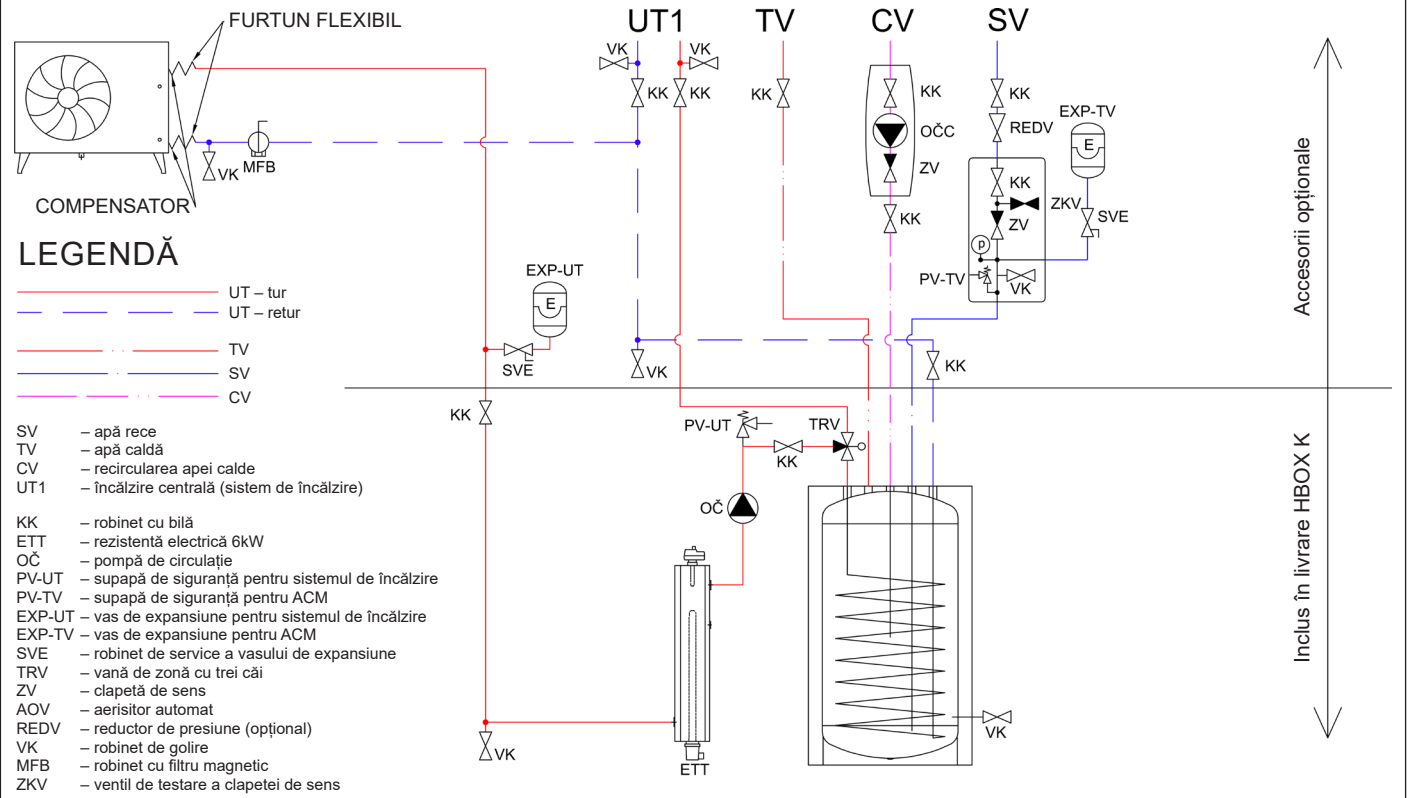 FURTUN FLEXIBIL
UT1
TV
CV
SV
VK
VK
KK
KK
KK
KK
KK
EXP-TV
E
OČC
REDV
MFB
VK
ZV
KK
ZKV
COMPENSATOR
KK
ZV
SVE
p
PV-TV
VK
LEGENDĂ
EXP-UT
E
UT – tur
UT – retur
TV
SV
CV
SVE
VK
KK
Accesorii opționale
KK
PV-UT
TRV
KK
OČ
ETT
VK
VK
Inclus în livrare HBOX K
SV – apă rece
TV – apă caldă
CV – recircularea apei calde
UT1 – încălzire centrală (sistem de încălzire)
KK – robinet cu bilă
ETT – rezistentă electrică 6kW
OČ – pompă de circulație
PV-UT – supapă de siguranță pentru sistemul de încălzire
PV-TV – supapă de siguranță pentru ACM
EXP-UT – vas de expansiune pentru sistemul de încălzire
EXP-TV – vas de expansiune pentru ACM
SVE – robinet de service a vasului de expansiune
TRV – vană de zonă cu trei căi
ZV – clapetă de sens
AOV – aerisitor automat
REDV – reductor de presiune (opțional)
VK – robinet de golire
MFB – robinet cu filtru magnetic
ZKV – ventil de testare a clapetei de sens